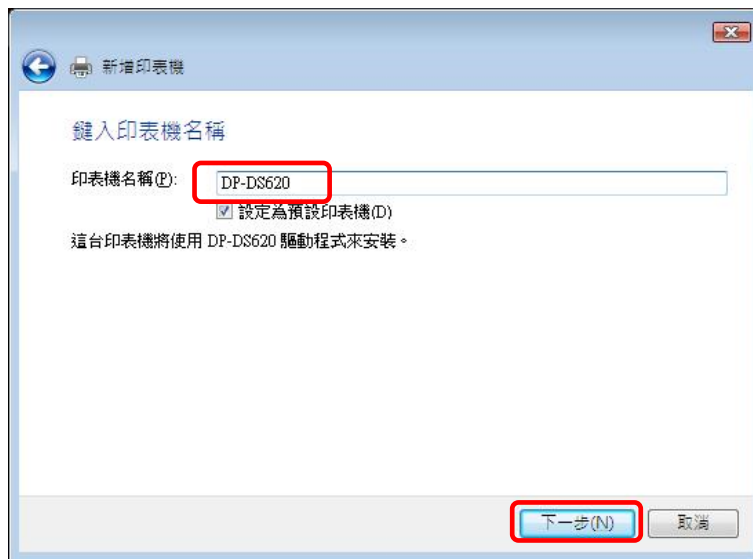 新增印表機
鍵入印表機名稱
印表機名稱(P): DP-DS620
設定為預設印表機(D)
這台印表機將使用 DP-DS620 驅動程式來安裝。
下一步(N) 取消